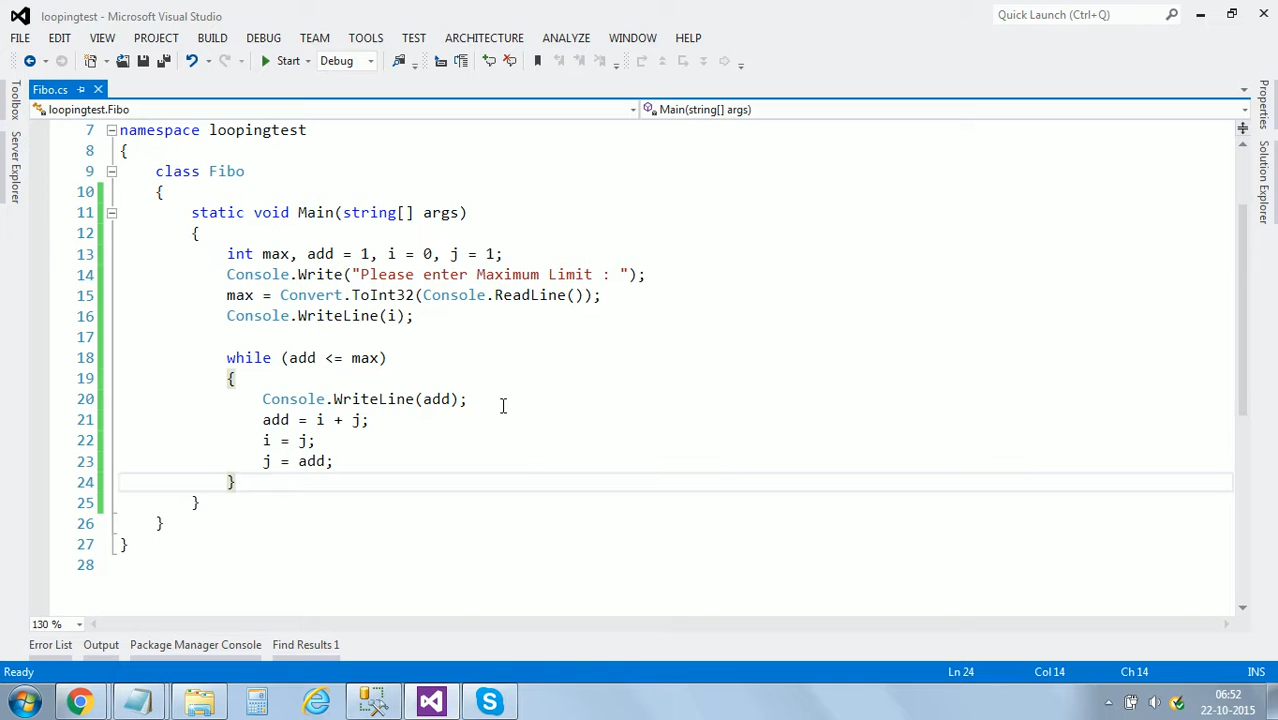 loopingtest - Microsoft Visual Studio
Quick Launch (Ctrl+Q)
FILE EDIT VIEW PROJECT BUILD DEBUG TEAM TOOLS TEST ARCHITECTURE ANALYZE WINDOW HELP
Start Debug
Fibo.cs
loopingtest.Fibo Main(string[] args)
Toolbox
Server Explorer
Properties
Solution Explorer
7 namespace loopingtest
8 {
9 class Fibo
10 {
11 static void Main(string[] args)
12 {
13 int max, add = 1, i = 0, j = 1;
14 Console.Write("Please enter Maximum Limit : ");
15 max = Convert.ToInt32(Console.ReadLine());
16 Console.WriteLine(i);
17
18 while (add <= max)
19 {
20 Console.WriteLine(add);
21 add = i + j;
22 i = j;
23 j = add;
24 }
25 }
26 }
27 }
28
130 %
Error List Output Package Manager Console Find Results 1
Ready Ln 24 Col 14 Ch 14 INS
06:52
22-10-2015